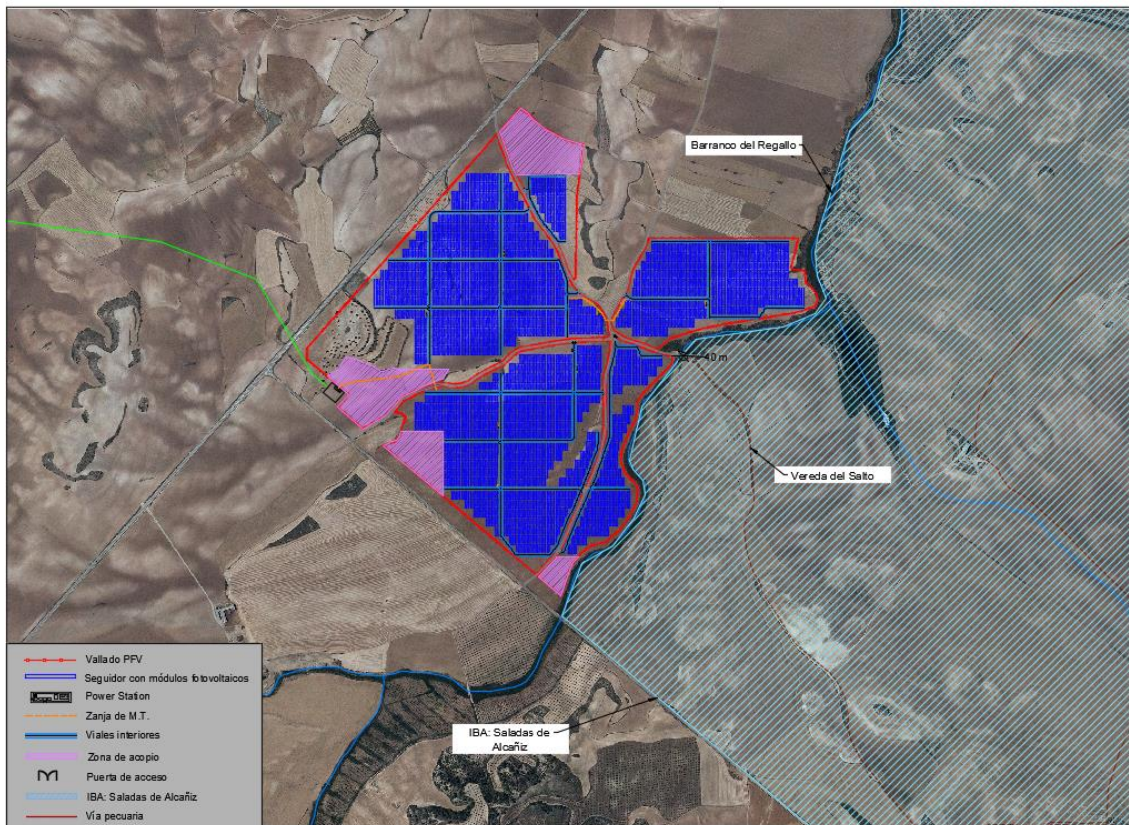 Barranco del Regallo
40 m
Vereda del Salto
IBA: Saladas de
Alcañiz
Vallado PFV
Seguidor con módulos fotovoltaicos
Power Station
Zanja de M.T.
Viales interiores
Zona de acopio
Puerta de acceso
IBA: Saladas de Alcañiz
Vía pecuaria